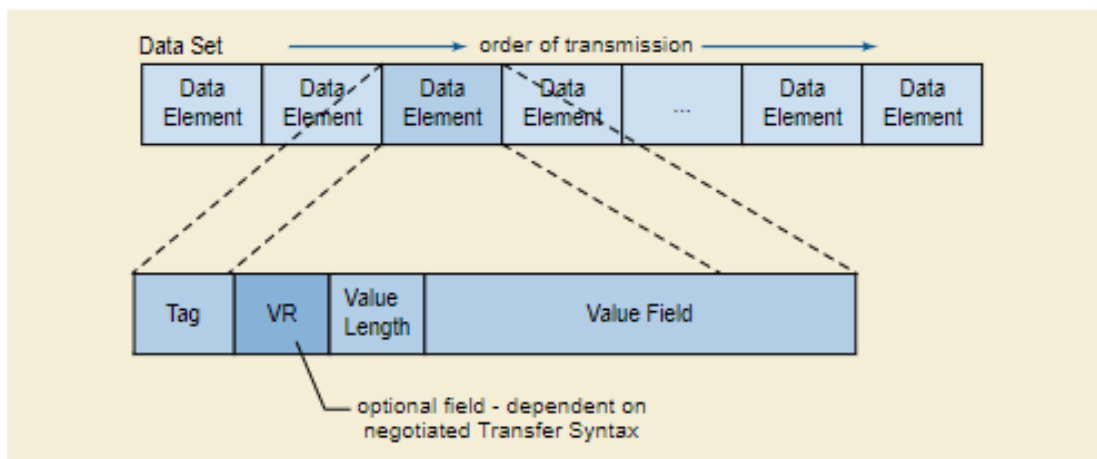 Data Set order of transmission
Data Data Data Data ... Data Data
Element Element Element Element Element Element
Tag VR Value Length Value Field
optional field - dependent on
negotiated Transfer Syntax